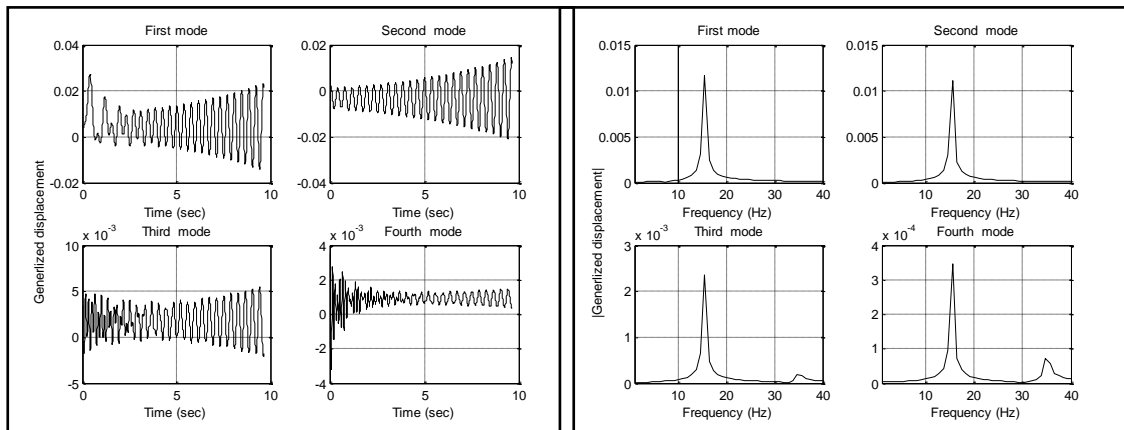 First mode
Second mode
0.04
0.02
0
-0.02
0.02
0
-0.02
-0.04
0 5 10
0 5 10
Time (sec)
Time (sec)
Third mode
Fourth mode
x 10-3
x 10-3
10
5
0
-5
4
2
0
-2
-4
0 5 10
0 5 10
Time (sec)
Time (sec)
Generlized displacement
First mode
Second mode
0.015
0.01
0.005
0
0.015
0.01
0.005
0
10 20 30 40
10 20 30 40
Frequency (Hz)
Frequency (Hz)
Third mode
Fourth mode
x 10-3
x 10-4
3
2
1
0
4
3
2
1
0
10 20 30 40
10 20 30 40
Frequency (Hz)
Frequency (Hz)
|Generlized displacement|